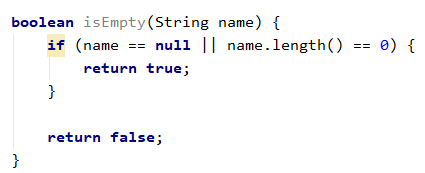 boolean isEmpty(String name) {
    if (name == null || name.length() == 0) {
        return true;
    }

    return false;
}